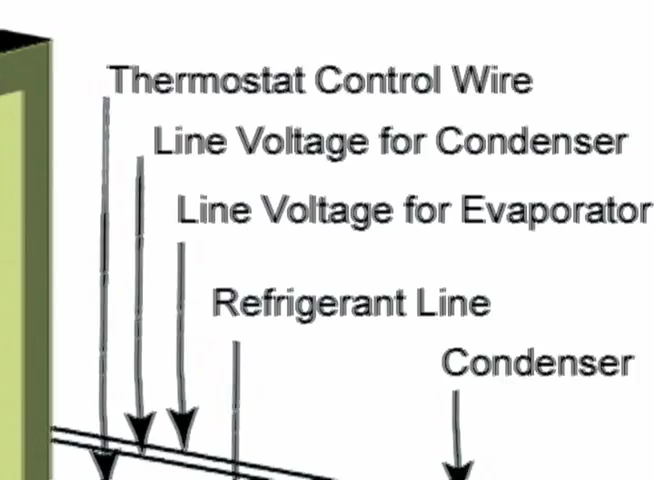 Thermostat Control Wire
Line Voltage for Condenser
Line Voltage for Evaporator
Refrigerant Line
Condenser